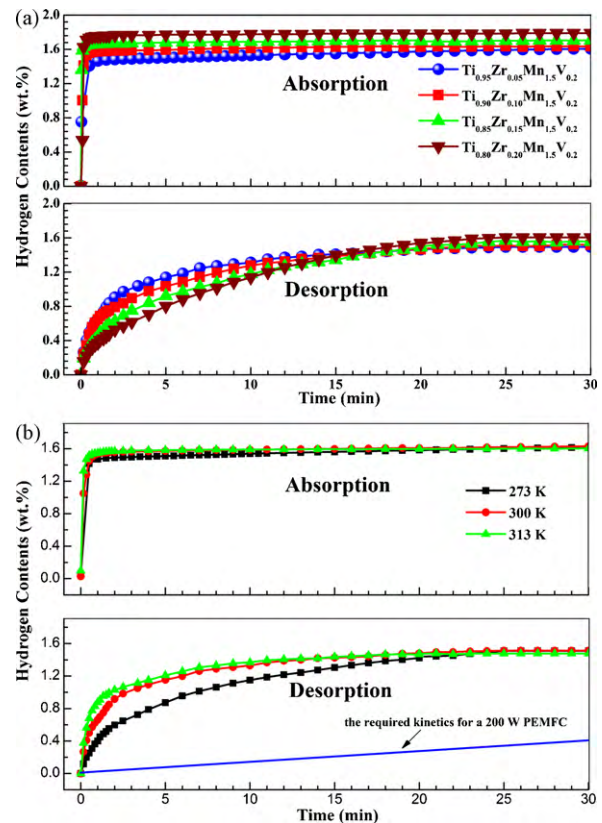 (a)
Hydrogen Contents (wt.%)
2.0
1.6
1.2
0.8
0.4
0.0
Absorption
Ti0.95Zr0.05Mn1.5V0.2
Ti0.90Zr0.10Mn1.5V0.2
Ti0.85Zr0.15Mn1.5V0.2
Ti0.80Zr0.20Mn1.5V0.2
2.0
1.6
1.2
0.8
0.4
0.0
Desorption
0 5 10 15 20 25 30
Time (min)
(b)
Hydrogen Contents (wt.%)
1.6
1.2
0.8
0.4
0.0
Absorption
273 K
300 K
313 K
1.6
1.2
0.8
0.4
0.0
Desorption
the required kinetics for a 200 W PEMFC
0 5 10 15 20 25 30
Time (min)